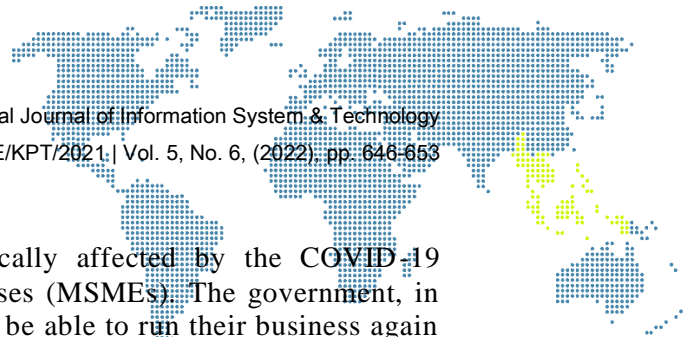 al Journal of Information System & Technology
E/KPT/2021 | Vol. 5, No. 6, (2022), pp. 646-653
cally affected by the COVID-19
ses (MSMEs). The government, in
be able to run their business again